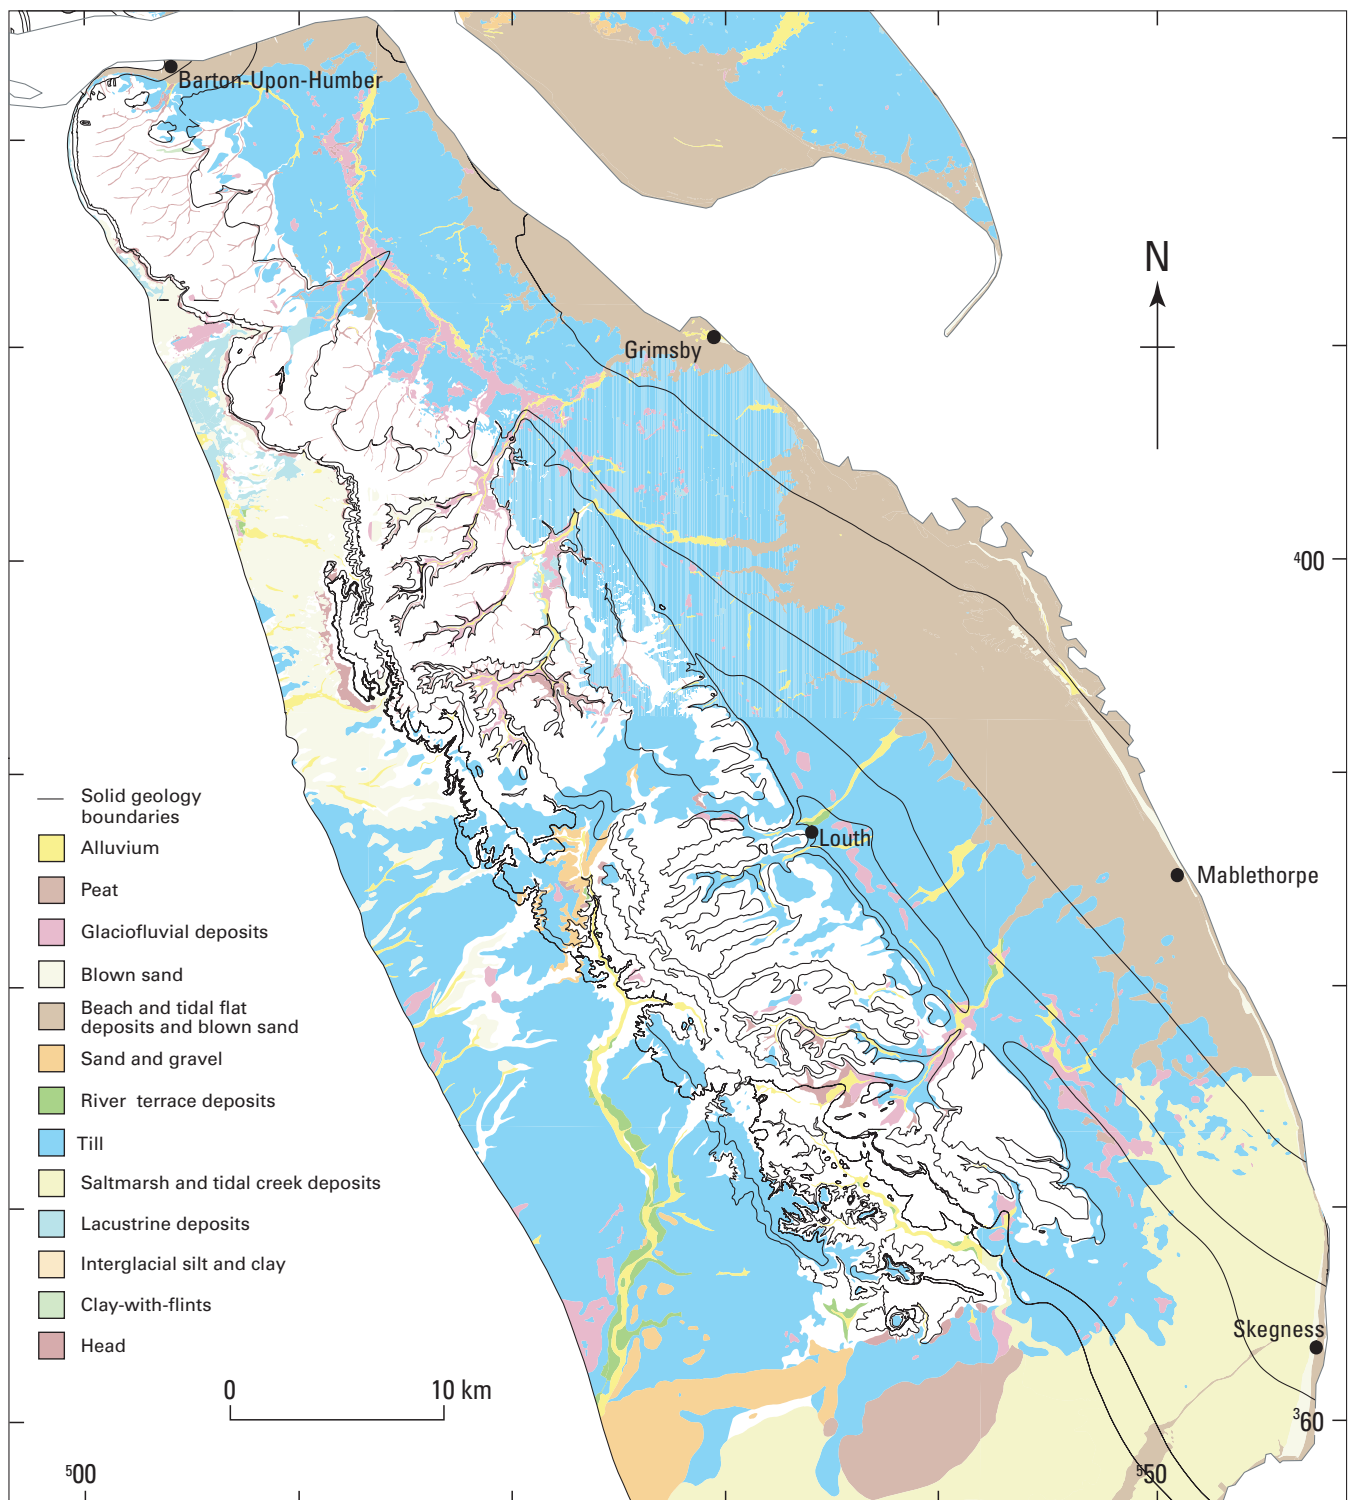 Barton-Upon-Humber
N
Grimsby
400
Solid geology
boundaries
Alluvium
Peat
Glaciofluvial deposits
Blown sand
Beach and tidal flat
deposits and blown sand
Sand and gravel
River terrace deposits
Till
Saltmarsh and tidal creek deposits
Lacustrine deposits
Interglacial silt and clay
Clay-with-flints
Head
Louth
Mablethorpe
Skegness
0 10 km
360
500
550